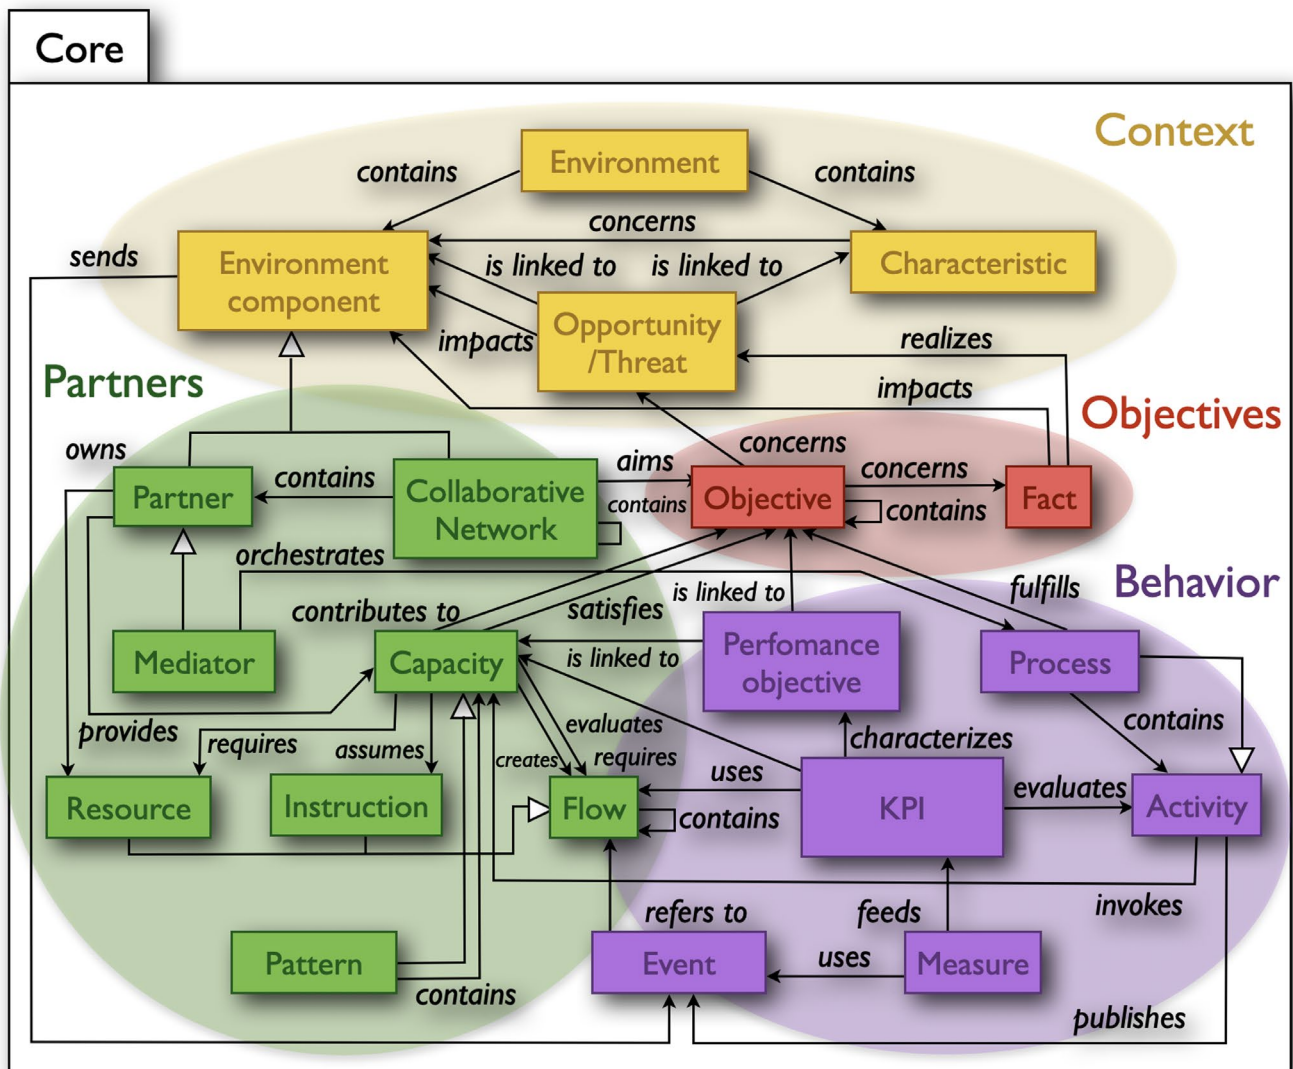 Core
Context
Environment
contains
contains
concerns
sends
Environment
component
is linked to
is linked to
Characteristic
Opportunity
/Threat
impacts
realizes
Partners
impacts
Objectives
owns
concerns
aims
concerns
Partner
contains
Collaborative
Network
contains
Objective
contains
Fact
orchestrates
Behavior
contributes to
satisfies
is linked to
fulfills
Mediator
Capacity
is linked to
Perfomance
objective
Process
provides
requires
assumes
evaluates
creates
requires
characterizes
contains
uses
evaluates
Resource
Instruction
Flow
contains
KPI
Activity
refers to
feeds
invokes
Pattern
contains
Event
uses
Measure
publishes